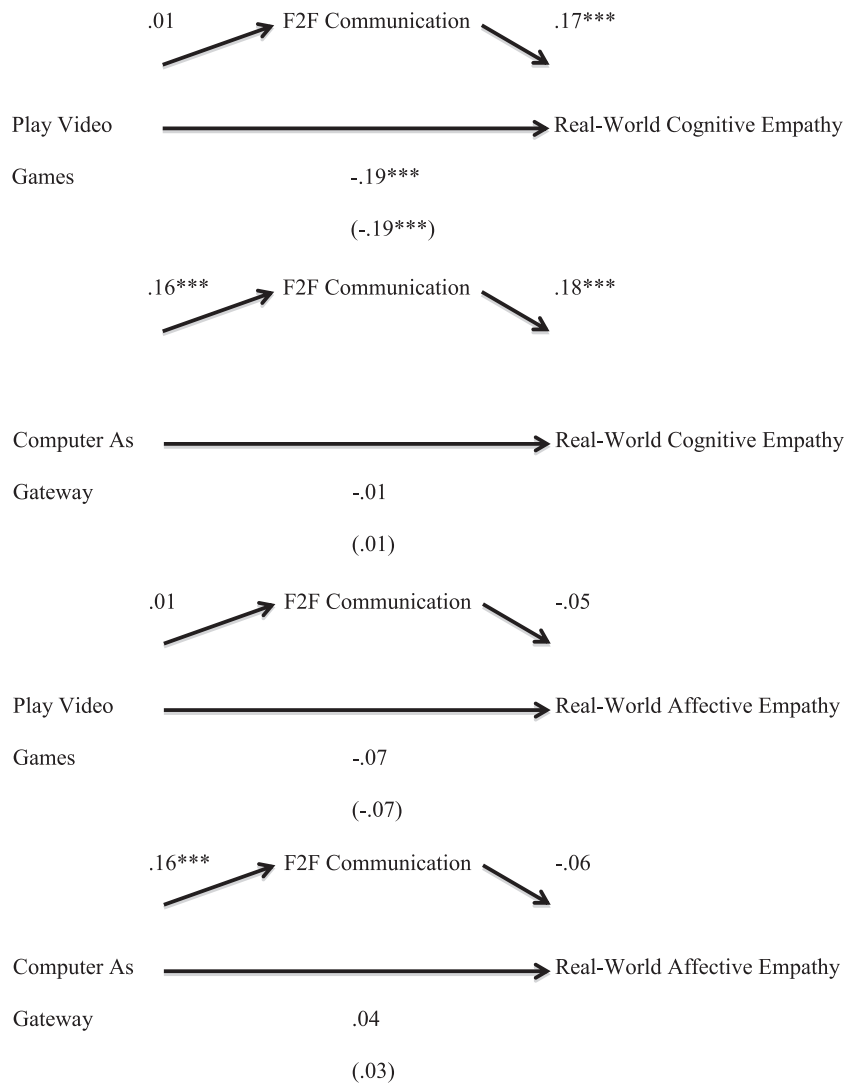 .01 F2F Communication .17***
Play Video Real-World Cognitive Empathy
Games -.19***
(-.19***)
.16*** F2F Communication .18***
Computer As Real-World Cognitive Empathy
Gateway -.01
(.01)
.01 F2F Communication -.05
Play Video Real-World Affective Empathy
Games -.07
(-.07)
.16*** F2F Communication -.06
Computer As Real-World Affective Empathy
Gateway .04
(.03)